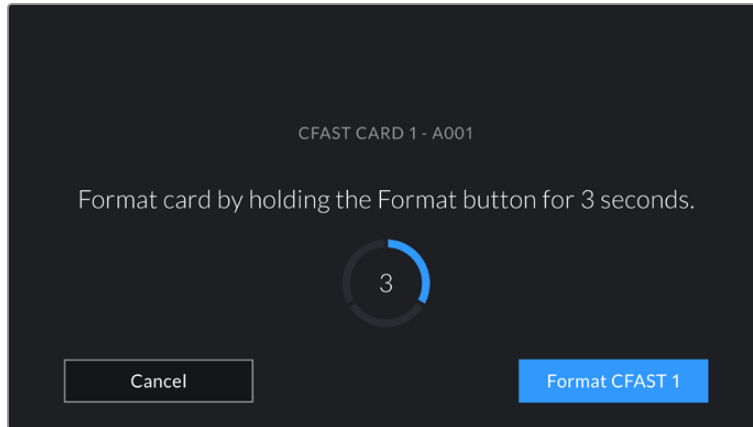 CFAST CARD 1 - A001
Format card by holding the Format button for 3 seconds.
3
Cancel
Format CFAST 1